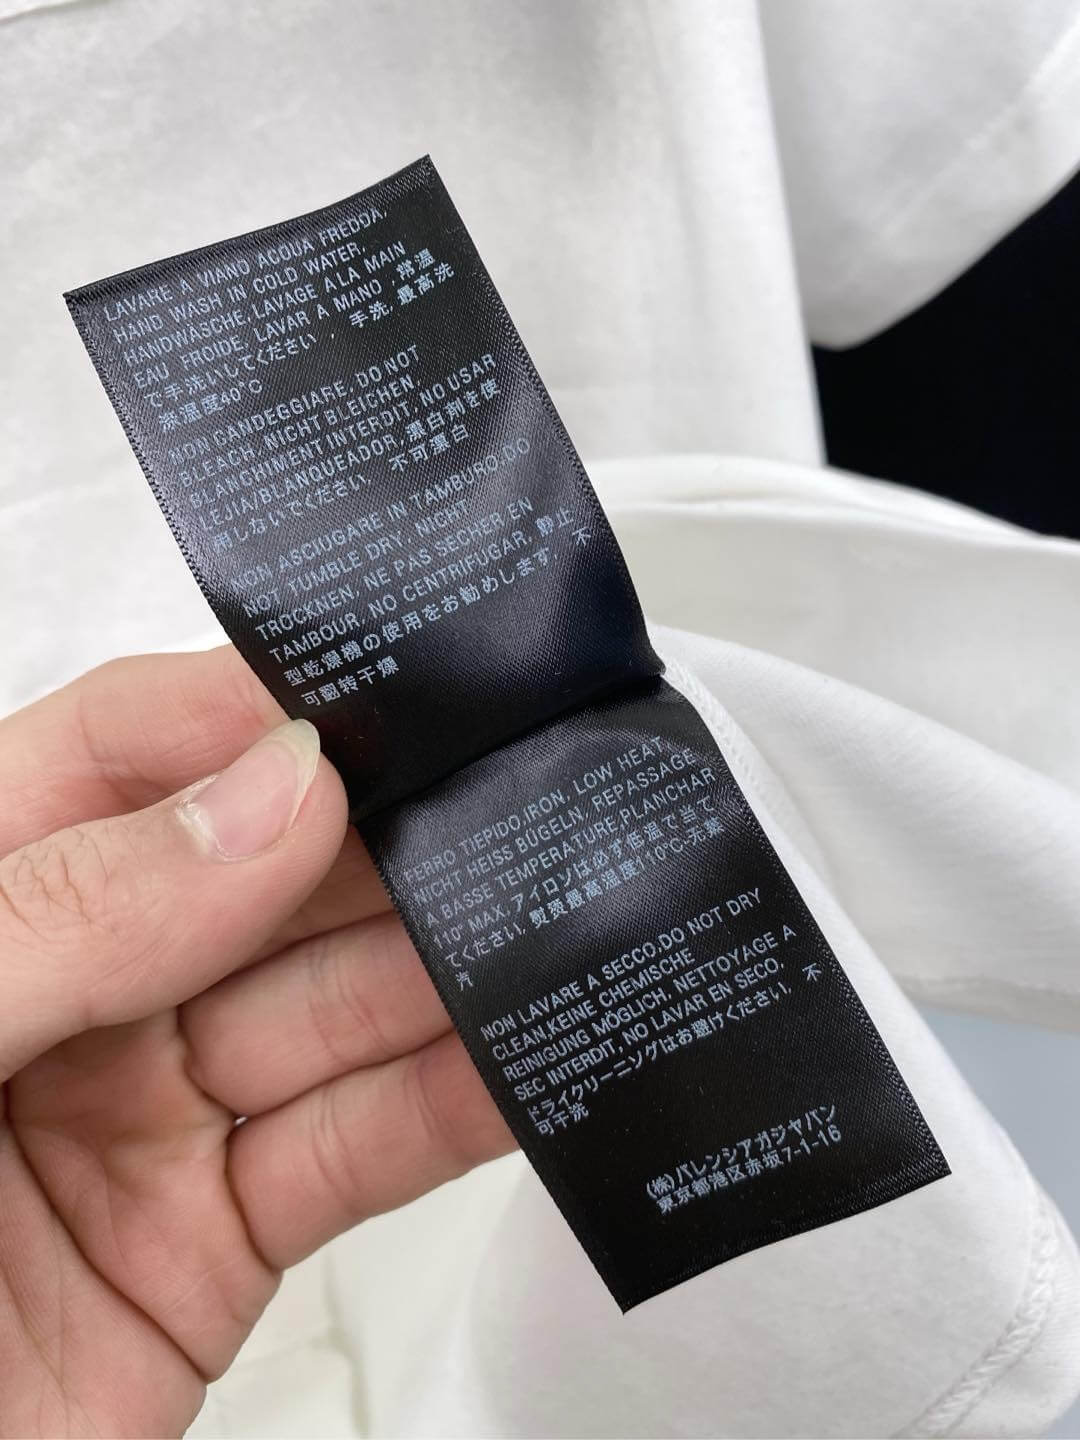 LAVARE A VIANO ACQUA FREDDA,
HAND WASH IN COLD WATER,
HANDWÄSCHE, LAVAGE A LA MAIN
EAU FROIDE, LAVAR A MANO , 常温
で手洗いしてください , 手洗, 最高洗
涤温度40°C
NON CANDEGGIARE, DO NOT
BLEACH, NICHT BLEICHEN,
BLANCHIMENT INTERDIT, NO USAR
LEJIA/BLANQUEADOR, 漂白剤を使
用しないでください 不可漂白
NON ASCIUGARE IN TAMBURO, DO
NOT TUMBLE DRY, NICHT
TROCKNEN, NE PAS SECHER EN
TAMBOUR, NO CENTRIFUGAR, 静止
型乾燥機の使用をお勧めします, 不
可翻转干燥
FERRO TIEPIDO,IRON, LOW HEAT,
NICHT HEISS BÜGELN, REPASSAGE
A BASSE TEMPERATURE,PLANCHAR
110° MAX,アイロンは必ず低温で当て
てください, 熨烫最高温度110°C-元蒸
汽
NON LAVARE A SECCO,DO NOT DRY
CLEAN,KEINE CHEMISCHE
REINIGUNG MÖGLICH, NETTOYAGE A
SEC INTERDIT, NO LAVAR EN SECO,
ドライクリーニングはお避けください, 不
可干洗
(株)バレンシアガジャパン
東京都港区赤坂7-1-16